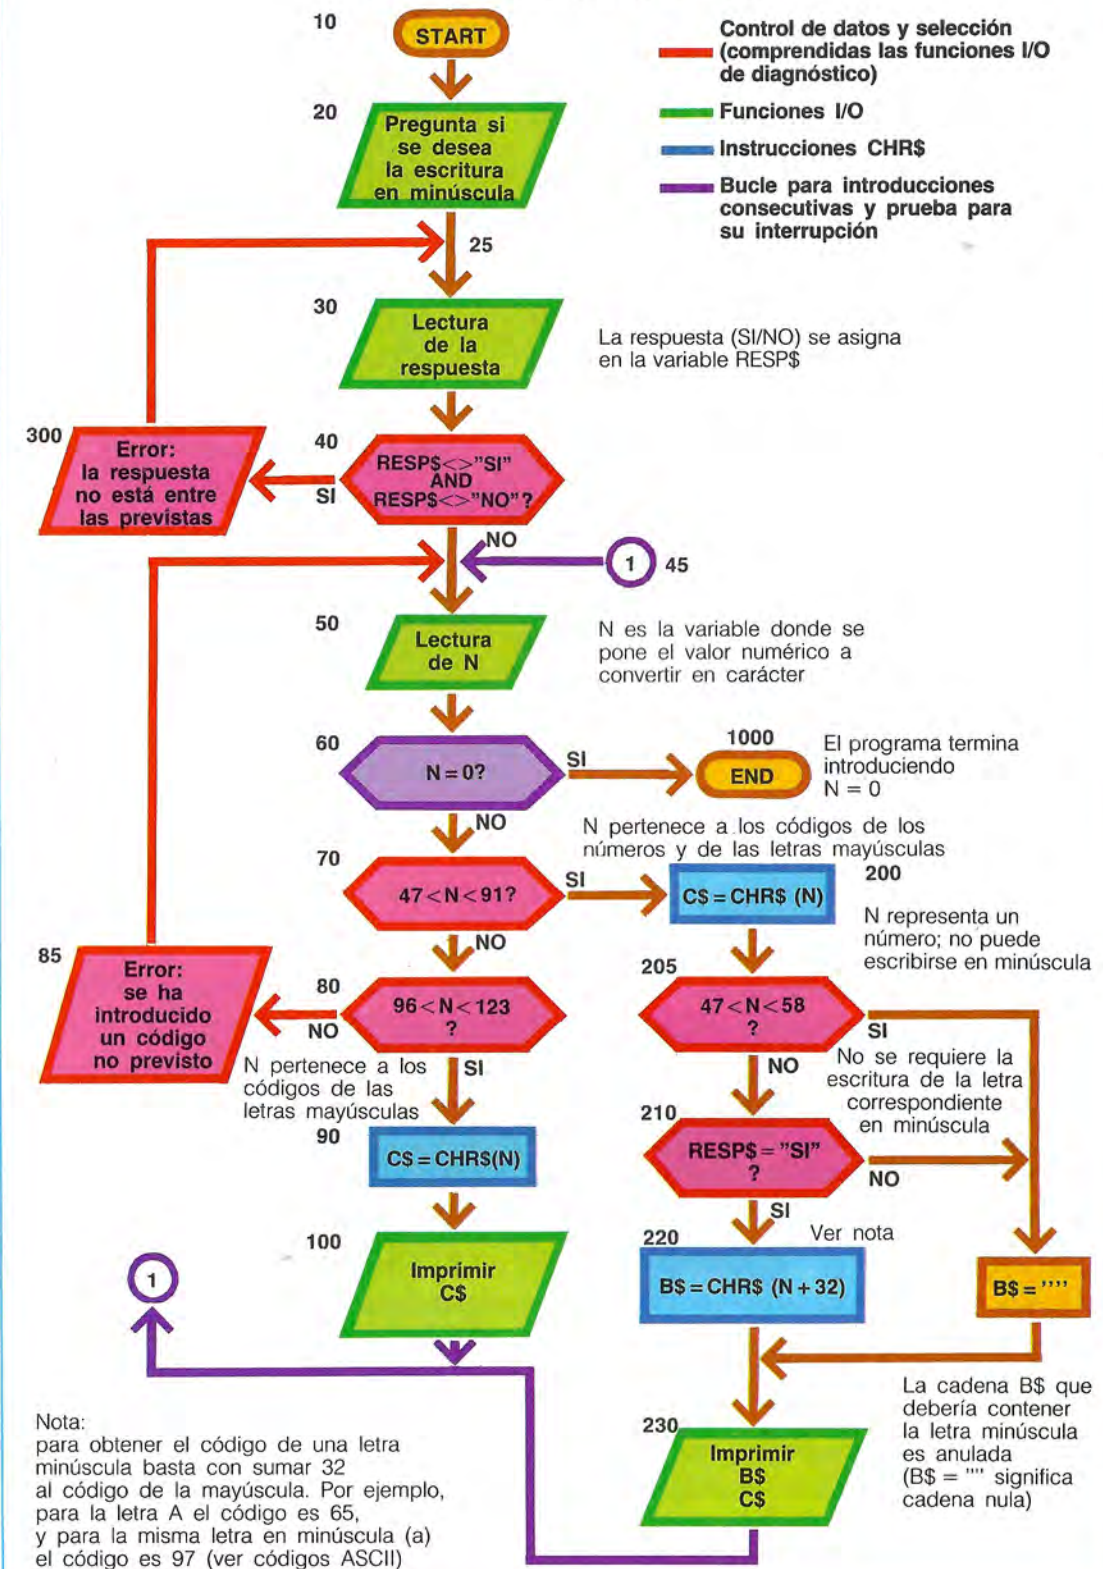 10
START
Control de datos y selección
(comprendidas las funciones I/O
de diagnóstico)
Funciones I/O
Instrucciones CHR$
Bucle para introducciones
consecutivas y prueba para
su interrupción
20
Pregunta si
se desea
la escritura
en minúscula
25
30
Lectura
de la
respuesta
La respuesta (SI/NO) se asigna
en la variable RESP$
300
Error:
la respuesta
no está entre
las previstas
SI
40
RESP$<>"SI"
AND
RESP$<>"NO"?
NO
1
45
50
Lectura
de N
N es la variable donde se
pone el valor numérico a
convertir en carácter
60
N = 0?
SI
1000
END
El programa termina
introduciendo
N = 0
NO
N pertenece a los códigos de los
números y de las letras mayúsculas
70
47<N<91?
SI
200
C$=CHR$ (N)
NO
N representa un
número; no puede
escribirse en minúscula
85
Error:
se ha
introducido
un código
no previsto
80
NO
96<N<123
?
205
47<N<58
?
SI
N pertenece a los
códigos de las
letras mayúsculas
SI
NO
No se requiere la
escritura de la letra
correspondiente
en minúscula
90
C$=CHR$(N)
210
RESP$="SI"
?
NO
SI
100
Imprimir
C$
220
Ver nota
B$=CHR$ (N+32)
B$=""
1
La cadena B$ que
debería contener
la letra minúscula
es anulada
(B$ = "" significa
cadena nula)
230
Imprimir
B$
C$
Nota:
para obtener el código de una letra
minúscula basta con sumar 32
al código de la mayúscula. Por ejemplo,
para la letra A el código es 65,
y para la misma letra en minúscula (a)
el código es 97 (ver códigos ASCII)